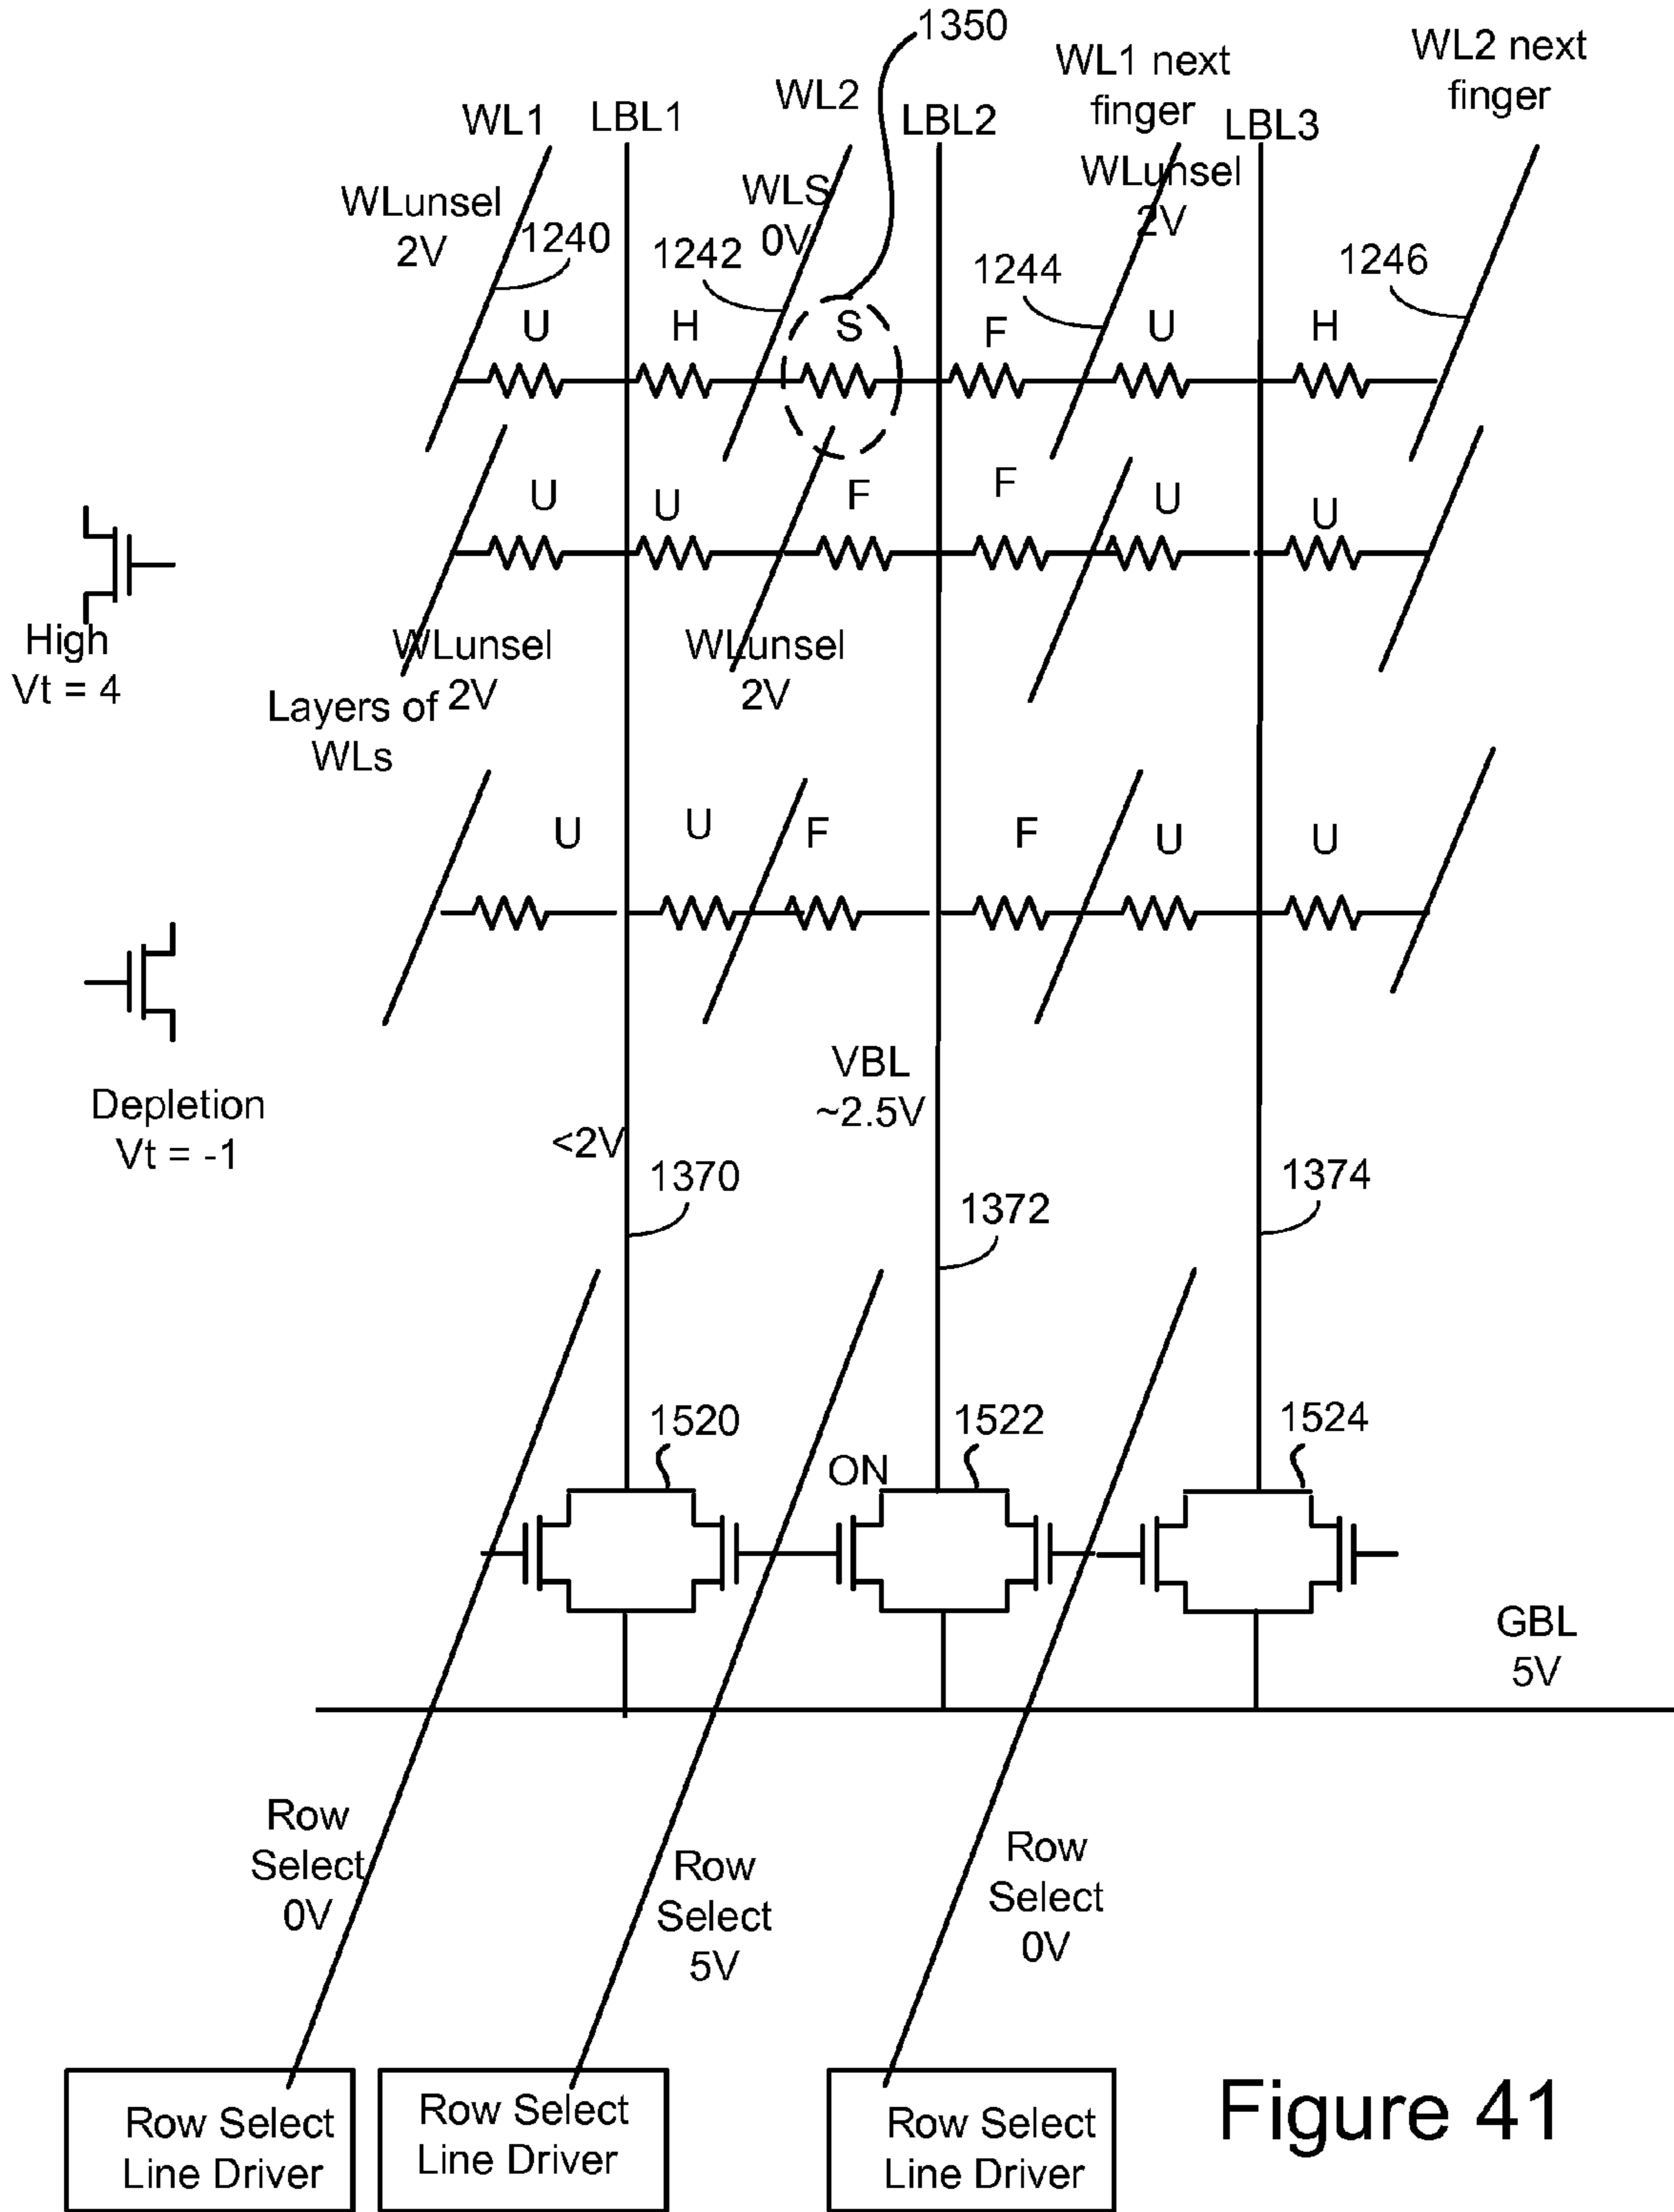 1350
WL1 next
finger
WL2 next
finger
WL1
LBL1
WL2
LBL2
LBL3
WLunsel
2V
WLS
0V
WLunsel
2V
1240
1242
1244
1246
U
H
S
F
U
H
U
U
F
F
U
U
High
Vt = 4
WLunsel
2V
WLunsel
2V
Layers of
WLs
U
U
F
F
U
U
Depletion
Vt = -1
VBL
~2.5V
<2V
1370
1372
1374
1520
1522
1524
ON
GBL
5V
Row
Select
0V
Row
Select
5V
Row
Select
0V
Row Select
Line Driver
Row Select
Line Driver
Row Select
Line Driver
Figure 41